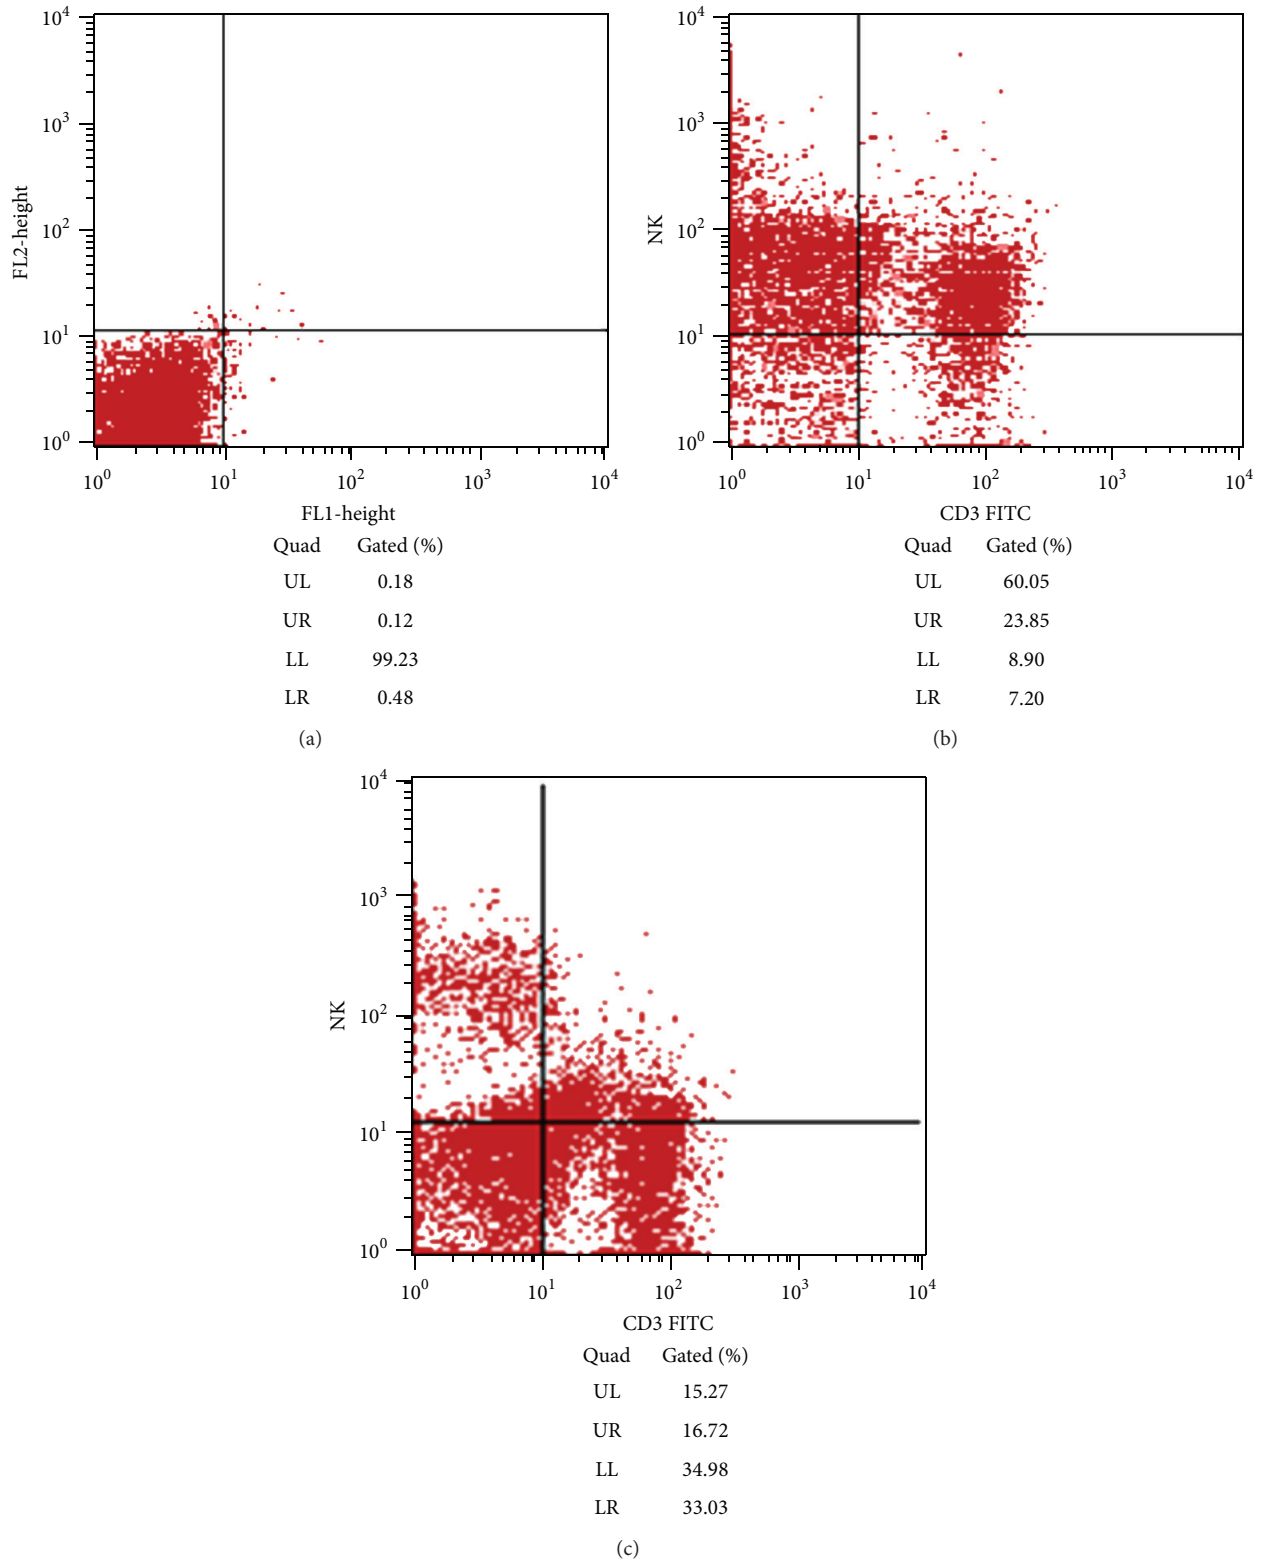 10^4
10^3
10^2
10^1
10^0
FL2-height
10^0 10^1 10^2 10^3 10^4
FL1-height
Quad Gated (%)
UL 0.18
UR 0.12
LL 99.23
LR 0.48
(a)
10^4
10^3
10^2
10^1
10^0
NK
10^0 10^1 10^2 10^3 10^4
CD3 FITC
Quad Gated (%)
UL 60.05
UR 23.85
LL 8.90
LR 7.20
(b)
10^4
10^3
10^2
10^1
10^0
NK
10^0 10^1 10^2 10^3 10^4
CD3 FITC
Quad Gated (%)
UL 15.27
UR 16.72
LL 34.98
LR 33.03
(c)